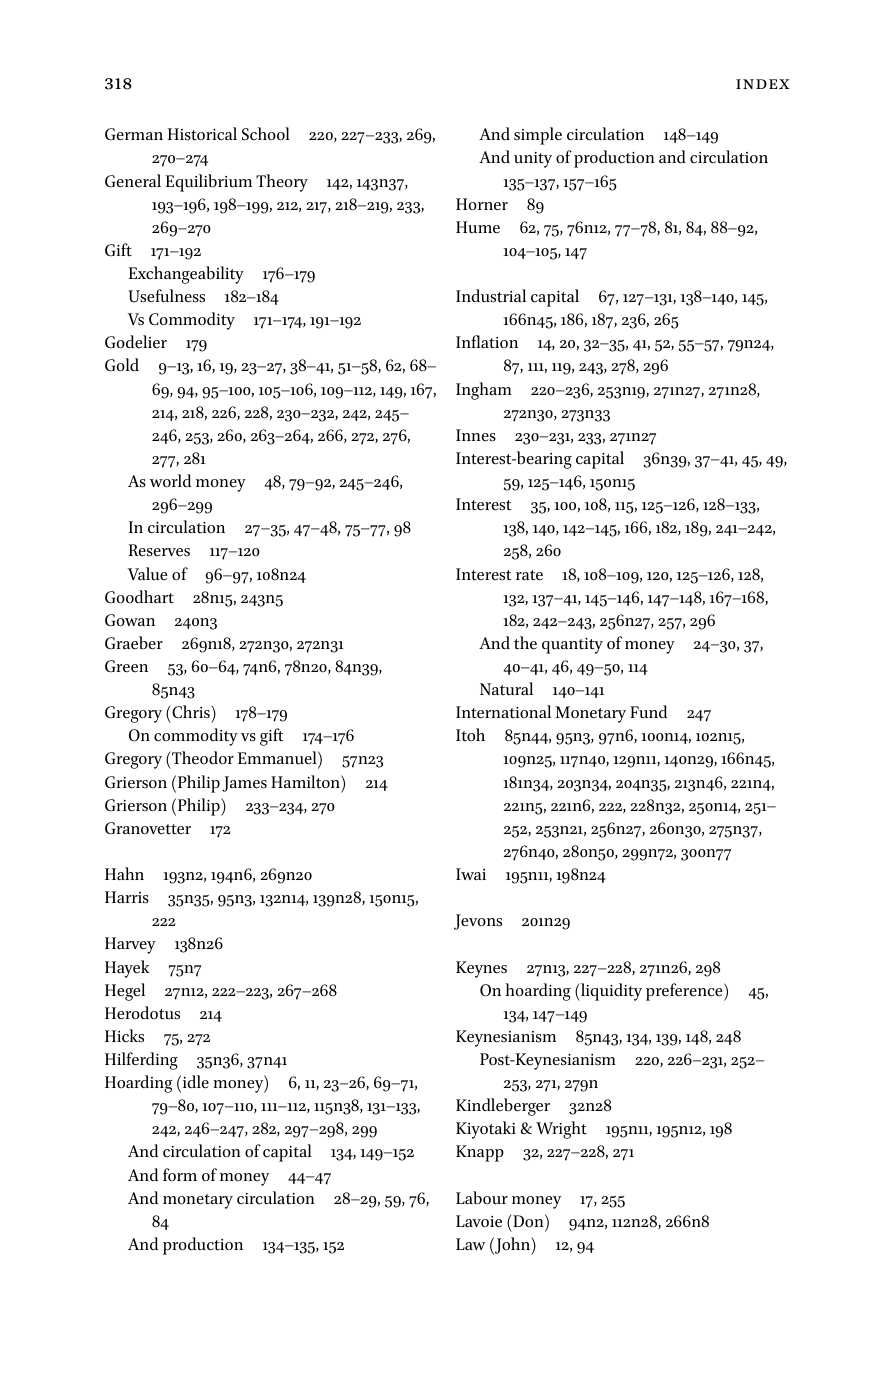 318
INDEX
German Historical School 220, 227–233, 269,
270–274
General Equilibrium Theory 142, 143n37,
193–196, 198–199, 212, 217, 218–219, 233,
269–270
Gift 171–192
Exchangeability 176–179
Usefulness 182–184
Vs Commodity 171–174, 191–192
Godelier 179
Gold 9–13, 16, 19, 23–27, 38–41, 51–58, 62, 68–
69, 94, 95–100, 105–106, 109–112, 149, 167,
214, 218, 226, 228, 230–232, 242, 245–
246, 253, 260, 263–264, 266, 272, 276,
277, 281
As world money 48, 79–92, 245–246,
296–299
In circulation 27–35, 47–48, 75–77, 98
Reserves 117–120
Value of 96–97, 108n24
Goodhart 28n15, 243n5
Gowan 240n3
Graeber 269n18, 272n30, 272n31
Green 53, 60–64, 74n6, 78n20, 84n39,
85n43
Gregory (Chris) 178–179
On commodity vs gift 174–176
Gregory (Theodor Emmanuel) 57n23
Grierson (Philip James Hamilton) 214
Grierson (Philip) 233–234, 270
Granovetter 172
Hahn 193n2, 194n6, 269n20
Harris 35n35, 95n3, 132n14, 139n28, 150n15,
222
Harvey 138n26
Hayek 75n7
Hegel 27n12, 222–223, 267–268
Herodotus 214
Hicks 75, 272
Hilferding 35n36, 37n41
Hoarding (idle money) 6, 11, 23–26, 69–71,
79–80, 107–110, 111–112, 115n38, 131–133,
242, 246–247, 282, 297–298, 299
And circulation of capital 134, 149–152
And form of money 44–47
And monetary circulation 28–29, 59, 76,
84
And production 134–135, 152
And simple circulation 148–149
And unity of production and circulation
135–137, 157–165
Horner 89
Hume 62, 75, 76n12, 77–78, 81, 84, 88–92,
104–105, 147
Industrial capital 67, 127–131, 138–140, 145,
166n45, 186, 187, 236, 265
Inflation 14, 20, 32–35, 41, 52, 55–57, 79n24,
87, 111, 119, 243, 278, 296
Ingham 220–236, 253n19, 271n27, 271n28,
272n30, 273n33
Innes 230–231, 233, 271n27
Interest-bearing capital 36n39, 37–41, 45, 49,
59, 125–146, 150n15
Interest 35, 100, 108, 115, 125–126, 128–133,
138, 140, 142–145, 166, 182, 189, 241–242,
258, 260
Interest rate 18, 108–109, 120, 125–126, 128,
132, 137–41, 145–146, 147–148, 167–168,
182, 242–243, 256n27, 257, 296
And the quantity of money 24–30, 37,
40–41, 46, 49–50, 114
Natural 140–141
International Monetary Fund 247
Itoh 85n44, 95n3, 97n6, 100n14, 102n15,
109n25, 117n40, 129n11, 140n29, 166n45,
181n34, 203n34, 204n35, 213n46, 221n4,
221n5, 221n6, 222, 228n32, 250n14, 251–
252, 253n21, 256n27, 260n30, 275n37,
276n40, 280n50, 299n72, 300n77
Iwai 195n11, 198n24
Jevons 201n29
Keynes 27n13, 227–228, 271n26, 298
On hoarding (liquidity preference) 45,
134, 147–149
Keynesianism 85n43, 134, 139, 148, 248
Post-Keynesianism 220, 226–231, 252–
253, 271, 279n
Kindleberger 32n28
Kiyotaki & Wright 195n11, 195n12, 198
Knapp 32, 227–228, 271
Labour money 17, 255
Lavoie (Don) 94n2, 112n28, 266n8
Law (John) 12, 94